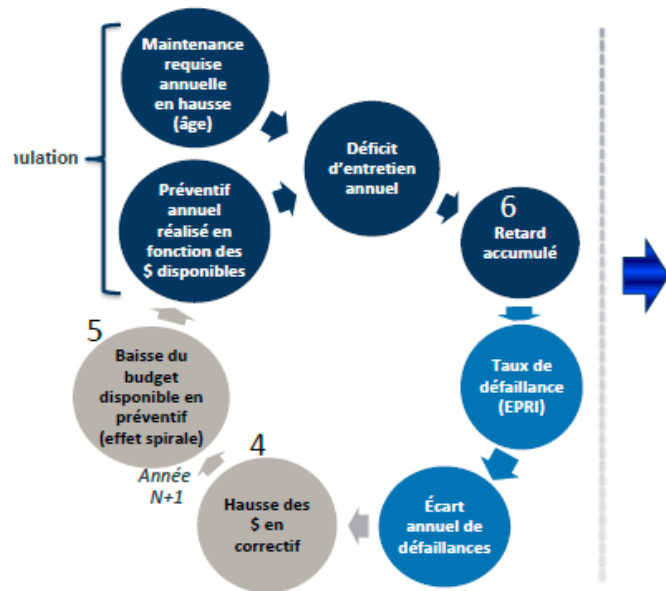 Maintenance
requise
annuelle
en hausse
(âge)
nulation
Déficit
d'entretien
annuel
Préventif
annuel
réalisé en
fonction des
$ disponibles
6
Retard
accumulé
5
Baisse du
budget
disponible en
préventif
(effet spirale)
Taux de
défaillance
(EPRI)
Année
N+1
4
Hausse des
$ en
correctif
Écart
annuel de
défaillances